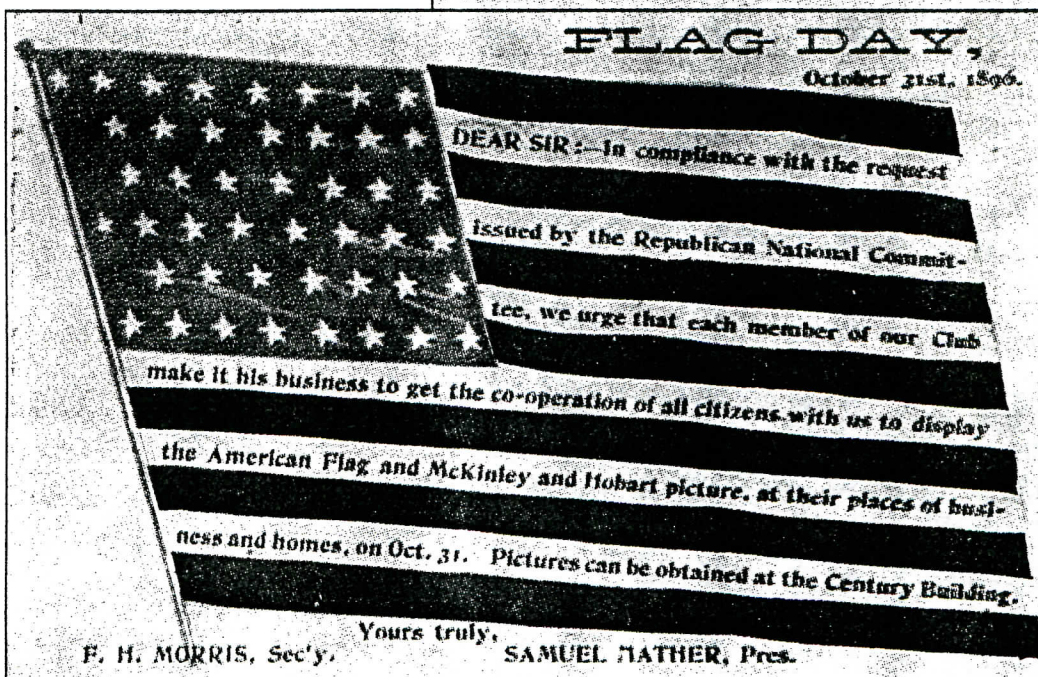 FLAG DAY,
October 31st, 1896.
DEAR SIR:—In compliance with the request
issued by the Republican National Commit-
tee, we urge that each member of our Club
make it his business to get the co-operation of all citizens with us to display
the American Flag and McKinley and Hobart picture, at their places of busi-
ness and homes, on Oct. 31. Pictures can be obtained at the Century Building.
Yours truly,
F. H. MORRIS, Sec'y. SAMUEL MATHER, Pres.